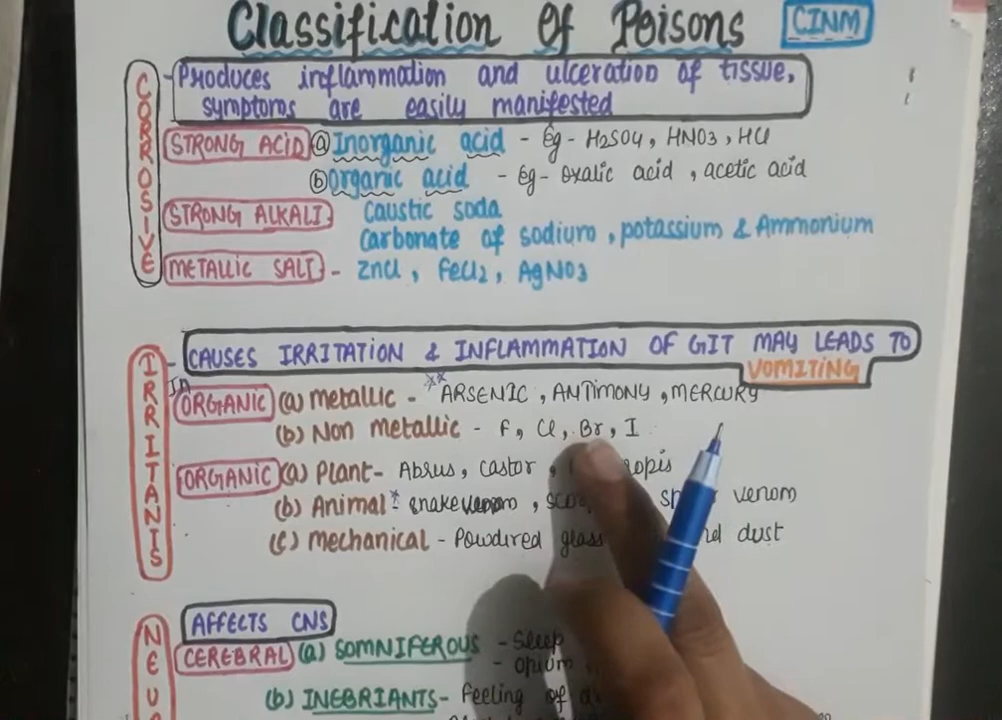 Classification Of Poisons CINM
CORROSIVE
- Produces inflammation and ulceration of tissue,
symptoms are easily manifested
STRONG ACID (a) Inorganic acid - Eg - H2SO4, HNO3, HCl
(b) Organic acid - Eg - Oxalic acid, acetic acid
STRONG ALKALI Caustic soda
Carbonate of sodium, potassium & Ammonium
METALLIC SALT - ZnCl, FeCl2, AgNO3
IRRITANTS
- CAUSES IRRITATION & INFLAMMATION OF GIT MAY LEADS TO
VOMITING
INORGANIC (a) Metallic - **ARSENIC, ANTIMONY, MERCURY
(b) Non metallic - F, Cl, Br, I
ORGANIC (a) Plant - Abrus, castor,
(b) Animal - *snake venom, venom
(c) Mechanical - Powdired glass dust
NEU
AFFECTS CNS
CEREBRAL (a) SOMNIFEROUS - Sleep
- Opium
(b) INEBRIANTS - Feeling of